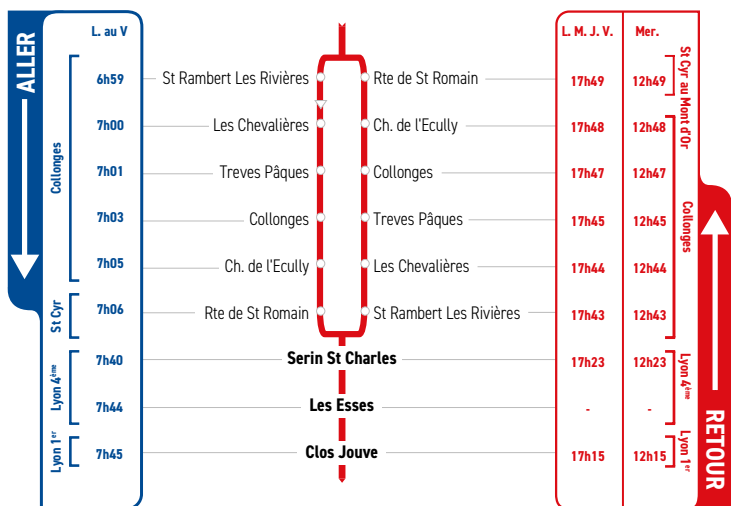 ALLER
L. au V
L. M. J. V. Mer.
6h59 St Rambert Les Rivières Rte de St Romain 17h49 12h49
7h00 Les Chevalières Ch. de l'Ecully 17h48 12h48
7h01 Treves Pâques Collonges 17h47 12h47
7h03 Collonges Treves Pâques 17h45 12h45
7h05 Ch. de l'Ecully Les Chevalières 17h44 12h44
7h06 Rte de St Romain St Rambert Les Rivières 17h43 12h43
7h40 Serin St Charles 17h23 12h23
7h44 Les Esses - -
7h45 Clos Jouve 17h15 12h15
Collonges
St Cyr
Lyon 4ème
Lyon 1er
St Cyr au Mont d'Or
Collonges
Lyon 4ème
Lyon 1er
RETOUR